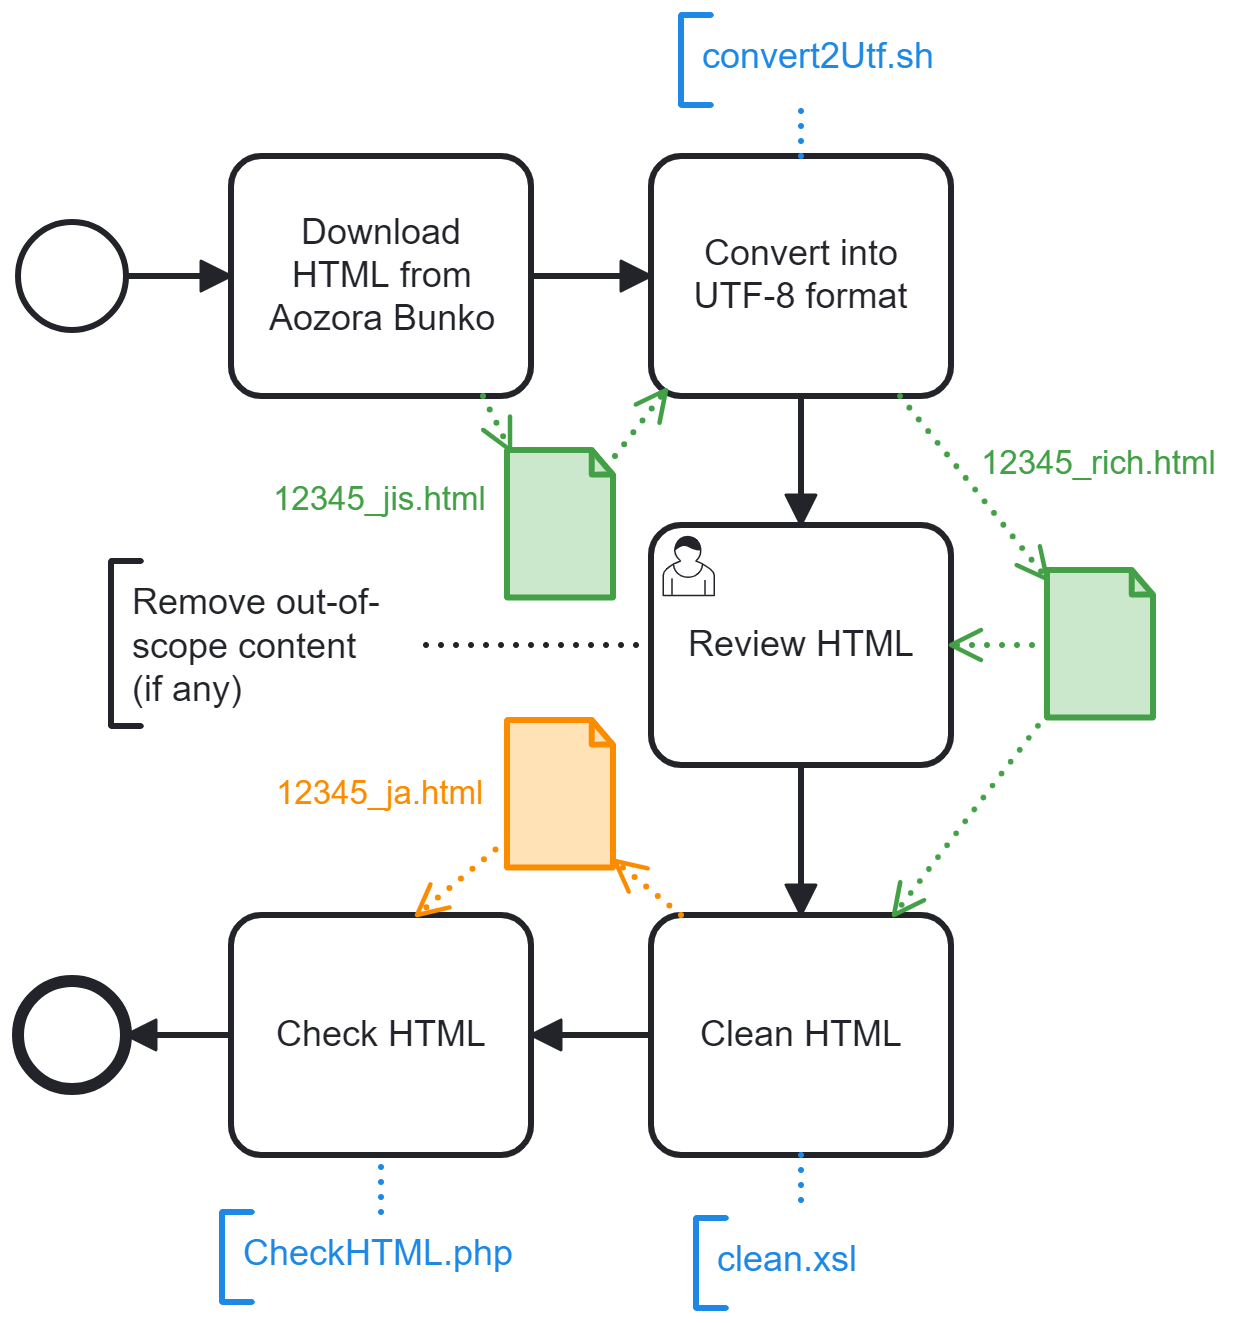 convert2Utf.sh
Download
HTML from
Aozora Bunko
Convert into
UTF-8 format
12345_rich.html
12345_jis.html
Remove out-of-
scope content
(if any)
Review HTML
12345_ja.html
Check HTML
Clean HTML
CheckHTML.php
clean.xsl